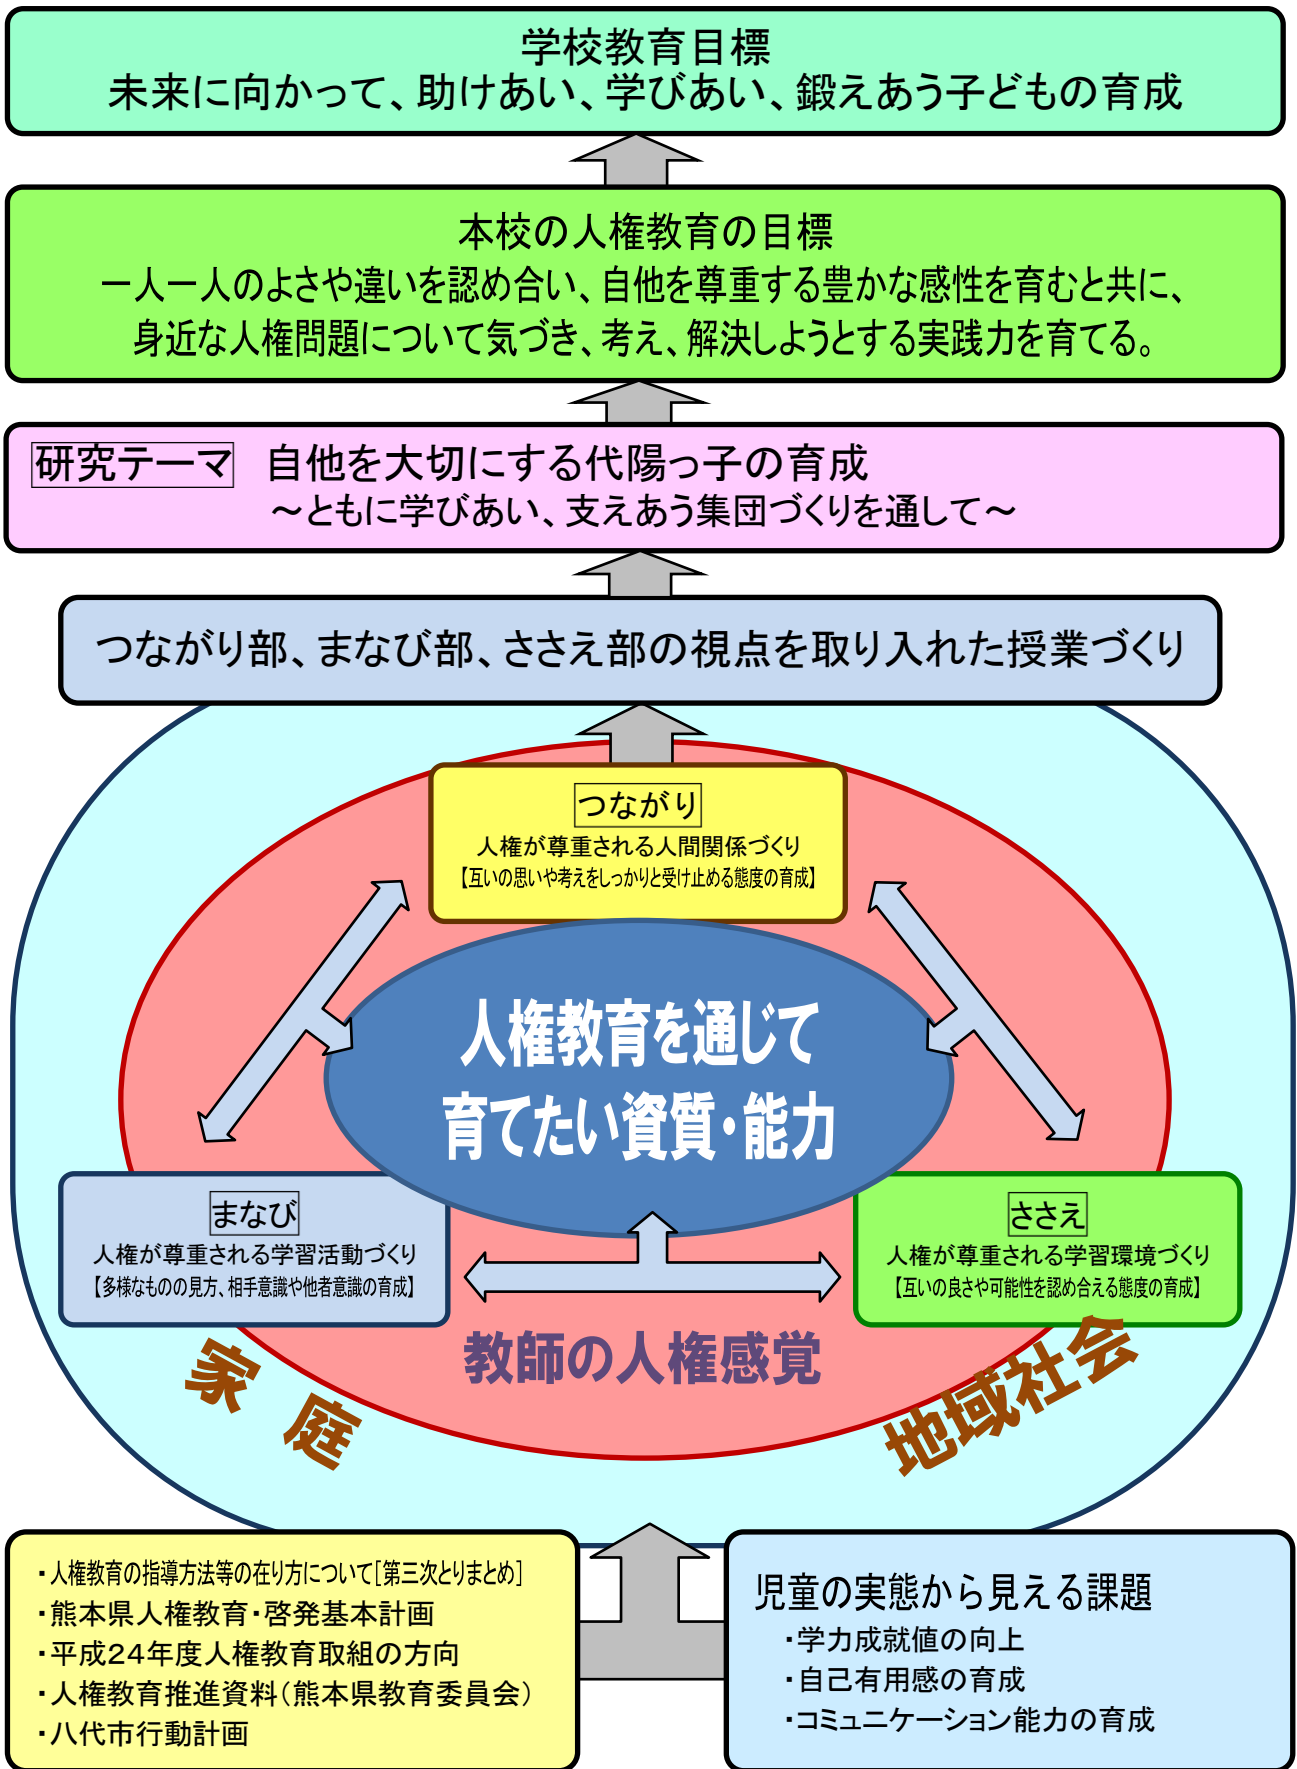 学校教育目標
未来に向かって、助けあい、学びあい、鍛えあう子どもの育成
本校の人権教育の目標
一人一人のよさや違いを認め合い、自他を尊重する豊かな感性を育むと共に、
身近な人権問題について気づき、考え、解決しようとする実践力を育てる。
研究テーマ　自他を大切にする代陽っ子の育成
～ともに学びあい、支えあう集団づくりを通して～
つながり部、まなび部、ささえ部の視点を取り入れた授業づくり
つながり
人権が尊重される人間関係づくり
【互いの思いや考えをしっかりと受け止める態度の育成】
人権教育を通じて
育てたい資質・能力
まなび
人権が尊重される学習活動づくり
【多様なものの見方、相手意識や他者意識の育成】
ささえ
人権が尊重される学習環境づくり
【互いの良さや可能性を認め合える態度の育成】
教師の人権感覚
家庭
地域社会
・人権教育の指導方法等の在り方について[第三次とりまとめ]
・熊本県人権教育・啓発基本計画
・平成２４年度人権教育取組の方向
・人権教育推進資料（熊本県教育委員会）
・八代市行動計画
児童の実態から見える課題
・学力成就値の向上
・自己有用感の育成
・コミュニケーション能力の育成